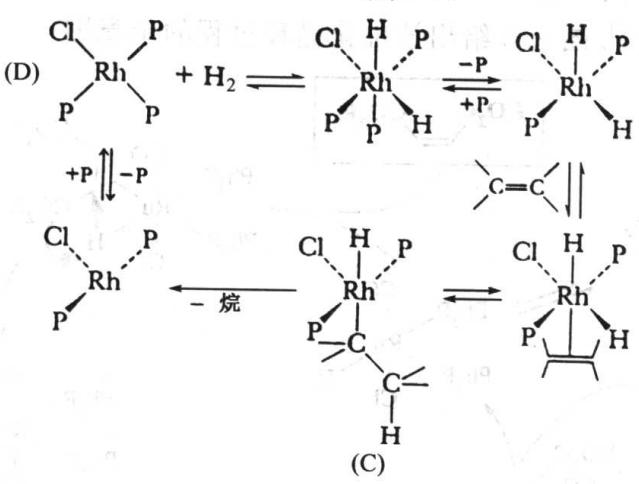 Cl P
(D) Rh + H₂ ⇌
P P
H
Cl P
Rh
P P H
−P
+P
H
Cl P
Rh
P H
+P −P
C=C
Cl P
Rh
P
− 烷
H
Cl P
Rh
P C
C
H
(C)
H
Cl P
Rh
P H